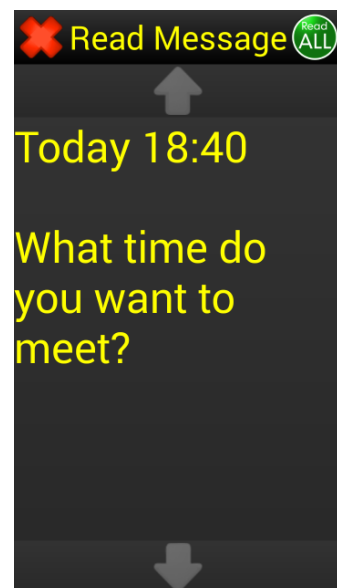 Read Message
Read
ALL
Today 18:40
What time do
you want to
meet?